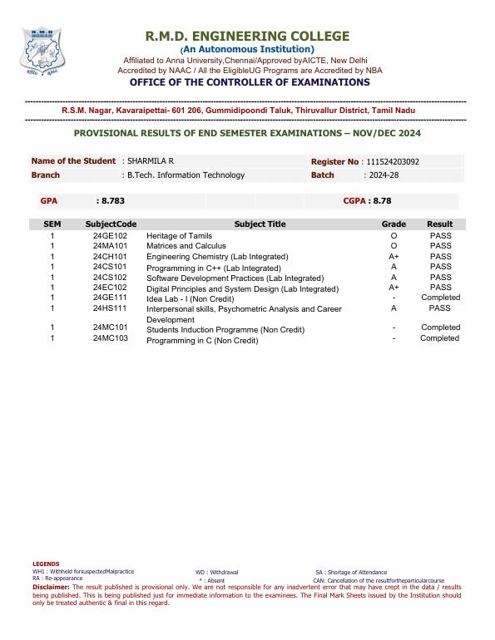 R.M.D. ENGINEERING COLLEGE
(An Autonomous Institution)
Affiliated to Anna University,Chennai/Approved byAICTE, New Delhi
Accredited by NAAC / All the EligibleUG Programs are Accredited by NBA
OFFICE OF THE CONTROLLER OF EXAMINATIONS
R.S.M. Nagar, Kavaraipettai- 601 206, Gummidipoondi Taluk, Thiruvallur District, Tamil Nadu
PROVISIONAL RESULTS OF END SEMESTER EXAMINATIONS – NOV/DEC 2024
Name of the Student : SHARMILA R Register No : 111524203092
Branch : B.Tech. Information Technology Batch : 2024-28
GPA : 8.783 CGPA : 8.78
SEM SubjectCode Subject Title Grade Result
1 24GE102 Heritage of Tamils O PASS
1 24MA101 Matrices and Calculus O PASS
1 24CH101 Engineering Chemistry (Lab Integrated) A+ PASS
1 24CS101 Programming in C++ (Lab Integrated) A PASS
1 24CS102 Software Development Practices (Lab Integrated) A PASS
1 24EC102 Digital Principles and System Design (Lab Integrated) A+ PASS
1 24GE111 Idea Lab - I (Non Credit) - Completed
1 24HS111 Interpersonal skills, Psychometric Analysis and Career A PASS
Development
1 24MC101 Students Induction Programme (Non Credit) - Completed
1 24MC103 Programming in C (Non Credit) - Completed
LEGENDS
WH1 : Withheld forsuspectedMalpractice WD : Withdrawal SA : Shortage of Attendance
RA : Re-appearance * : Absent CAN: Cancellation of the resultfortheparticularcourse
Disclaimer: The result published is provisional only. We are not responsible for any inadvertent error that may have crept in the data / results
being published. This is being published just for immediate information to the examinees. The Final Mark Sheets issued by the Institution should
only be treated authentic & final in this regard.